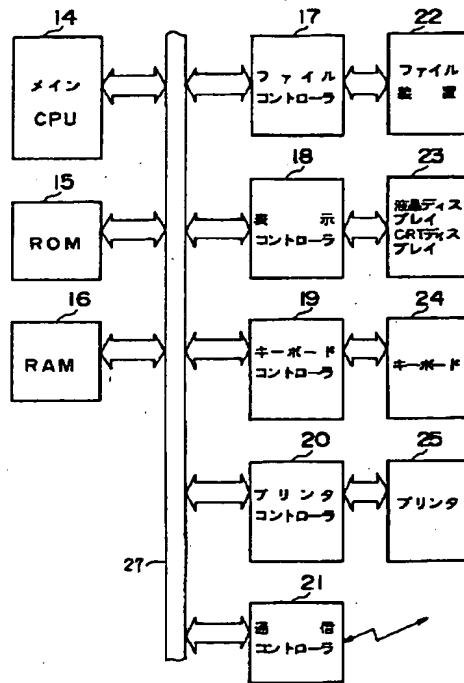 14
メイン
CPU
15
ROM
16
RAM
17
ファイル
コントローラ
22
ファイル
装置
18
表示
コントローラ
23
液晶ディス
プレイ
CRTディス
プレイ
19
キーボード
コントローラ
24
キーボード
20
プリンタ
コントローラ
25
プリンタ
27
21
通信
コントローラ